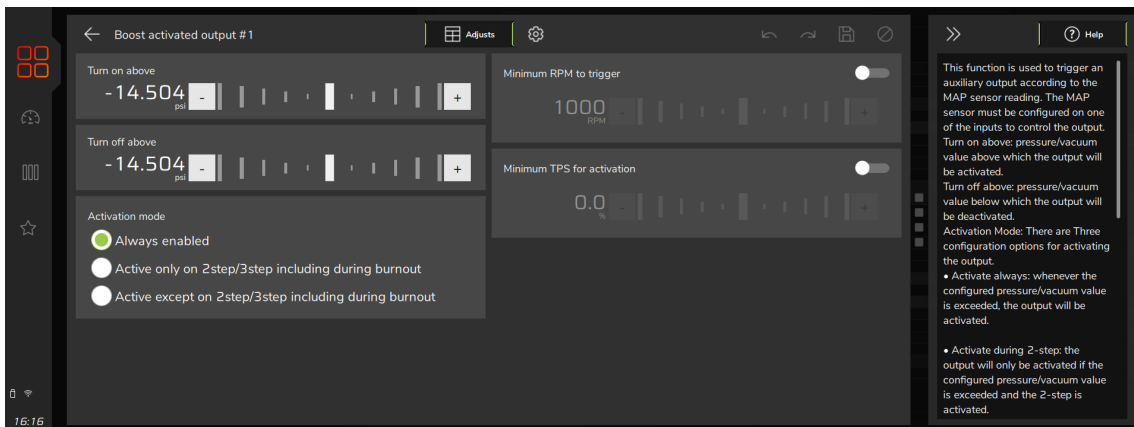 Boost activated output #1
Adjusts
Turn on above
-14.504
psi
-
+
Turn off above
-14.504
psi
-
+
Activation mode
Always enabled
Active only on 2step/3step including during burnout
Active except on 2step/3step including during burnout
Minimum RPM to trigger
1000
RPM
-
+
Minimum TPS for activation
0.0
%
-
+
? Help
This function is used to trigger an
auxiliary output according to the
MAP sensor reading. The MAP
sensor must be configured on one
of the inputs to control the output.
Turn on above: pressure/vacuum
value above which the output will
be activated.
Turn off above: pressure/vacuum
value below which the output will
be deactivated.
Activation Mode: There are Three
configuration options for activating
the output.
• Activate always: whenever the
configured pressure/vacuum value
is exceeded, the output will be
activated.
• Activate during 2-step: the
output will only be activated if the
configured pressure/vacuum value
is exceeded and the 2-step is
activated.
16:16